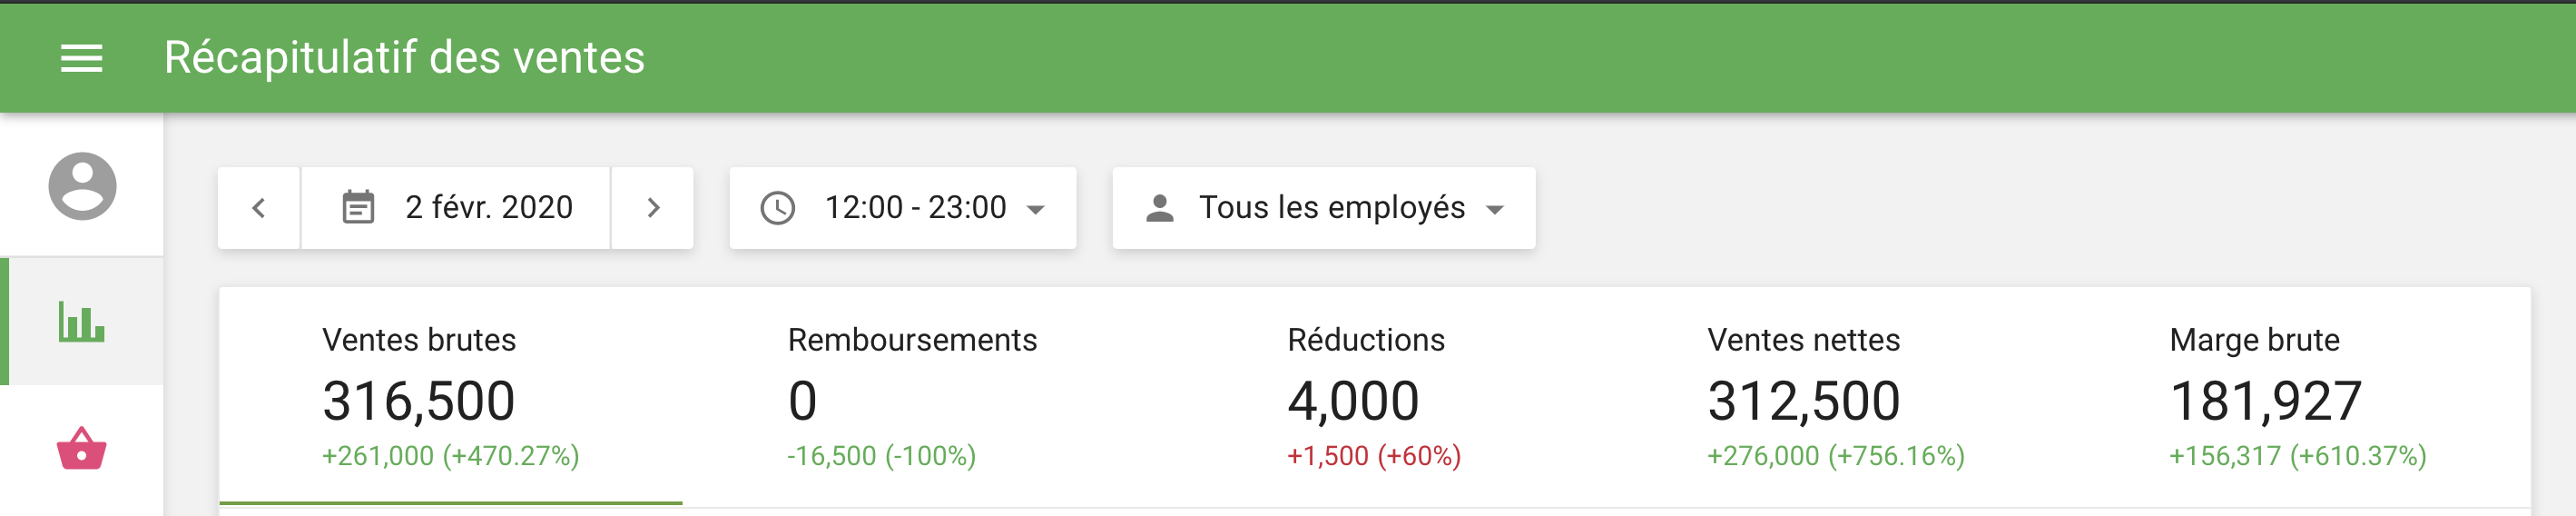 Récapitulatif des ventes
2 févr. 2020
12:00 - 23:00
Tous les employés
Ventes brutes
316,500
+261,000 (+470.27%)
Remboursements
0
-16,500 (-100%)
Réductions
4,000
+1,500 (+60%)
Ventes nettes
312,500
+276,000 (+756.16%)
Marge brute
181,927
+156,317 (+610.37%)